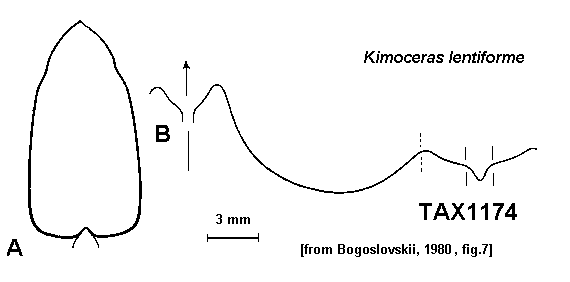 Kimoceras lentiforme
B
TAX1174
3 mm
A
[from Bogoslovskii, 1980, fig.7]